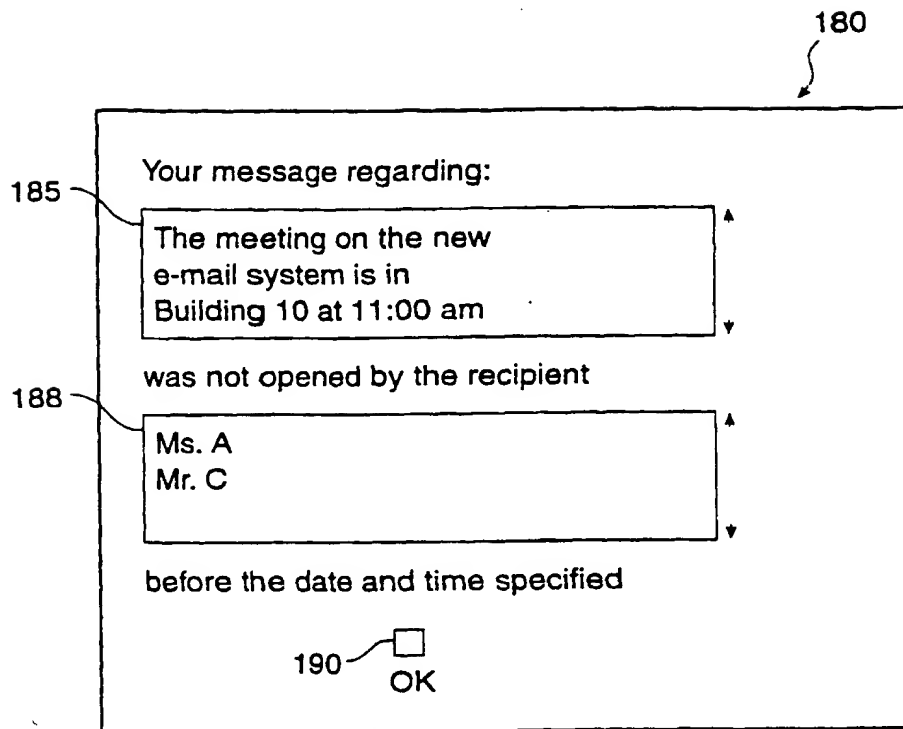 180
Your message regarding:
185
The meeting on the new
e-mail system is in
Building 10 at 11:00 am
was not opened by the recipient
188
Ms. A
Mr. C
before the date and time specified
190
OK